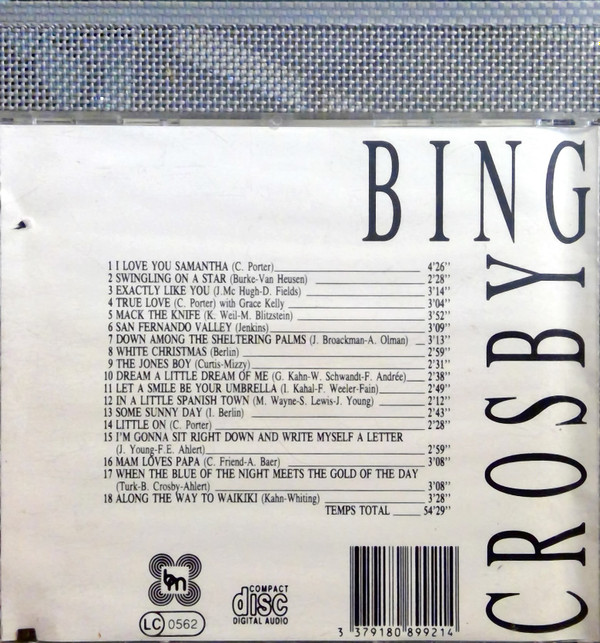 BING
CROSBY
1 I LOVE YOU SAMANTHA (C. Porter) 4'26''
2 SWINGLING ON A STAR (Burke-Van Heusen) 2'28''
3 EXACTLY LIKE YOU (J.Mc Hugh-D. Fields) 3'14''
4 TRUE LOVE (C. Porter) with Grace Kelly 3'04''
5 MACK THE KNIFE (K. Weil-M. Blitzstein) 3'52''
6 SAN FERNANDO VALLEY (Jenkins) 3'09''
7 DOWN AMONG THE SHELTERING PALMS (J. Broackman-A. Olman) 3'13''
8 WHITE CHRISTMAS (Berlin) 2'59''
9 THE JONES BOY (Curtis-Mizzy) 2'31''
10 DREAM A LITTLE DREAM OF ME (G. Kahn-W. Schwandt-F. Andrée) 2'38''
11 LET A SMILE BE YOUR UMBRELLA (I. Kahal-F. Weeler-Fain) 2'49''
12 IN A LITTLE SPANISH TOWN (M. Wayne-S. Lewis-J. Young) 2'12''
13 SOME SUNNY DAY (I. Berlin) 2'43''
14 LITTLE ON (C. Porter) 2'28''
15 I'M GONNA SIT RIGHT DOWN AND WRITE MYSELF A LETTER
(J. Young-F.E. Ahlert) 2'59''
16 MAM LOVES PAPA (C. Friend-A. Baer) 3'08''
17 WHEN THE BLUE OF THE NIGHT MEETS THE GOLD OF THE DAY
(Turk-B. Crosby-Ahlert) 3'08''
18 ALONG THE WAY TO WAIKIKI (Kahn-Whiting) 3'28''
TEMPS TOTAL 54'29''
bm
LC 0562
COMPACT
disc
DIGITAL AUDIO
3 379180 899214